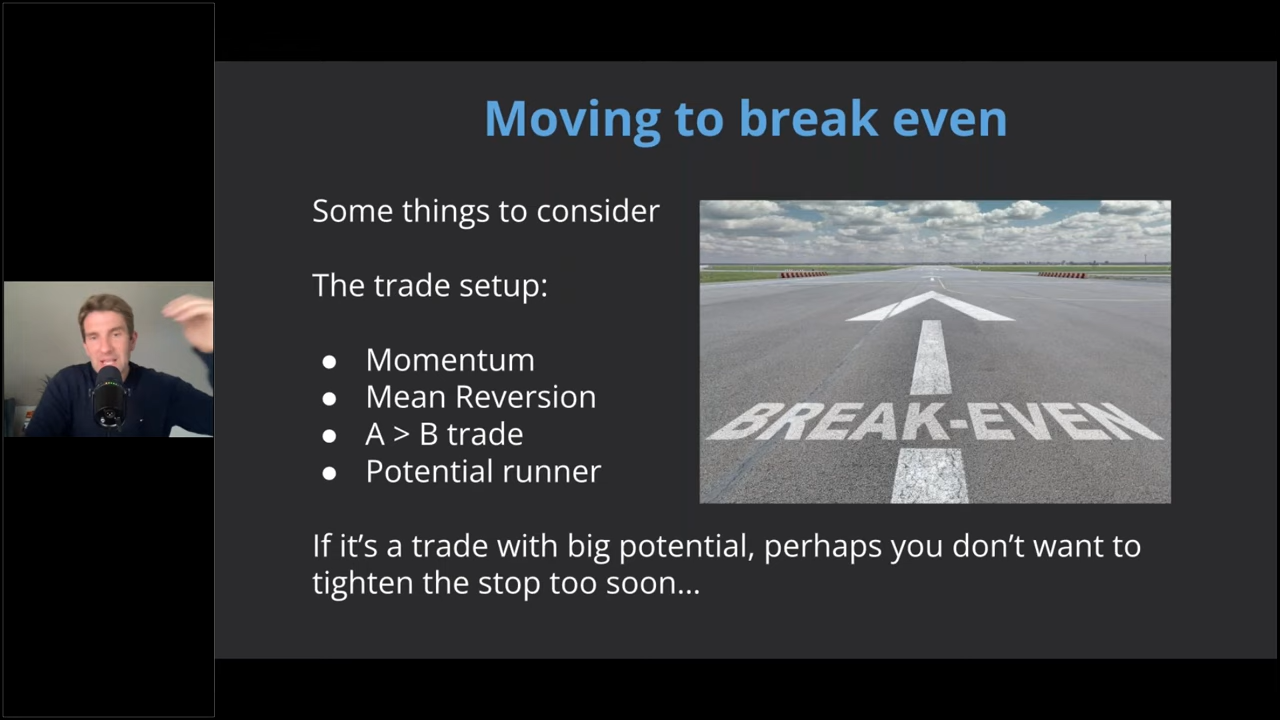 Moving to break even
Some things to consider
The trade setup:
● Momentum
● Mean Reversion
● A > B trade
● Potential runner
BREAK-EVEN
If it’s a trade with big potential, perhaps you don’t want to
tighten the stop too soon...